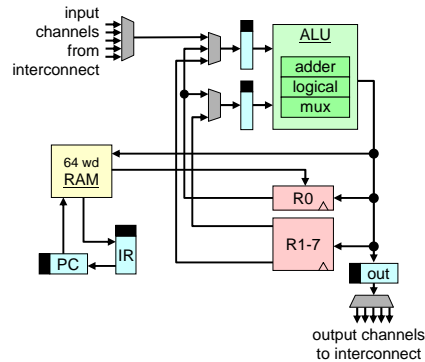 input
channels
from
interconnect
ALU
adder
logical
mux
64 wd
RAM
R0
IR
PC
R1-7
out
output channels
to interconnect